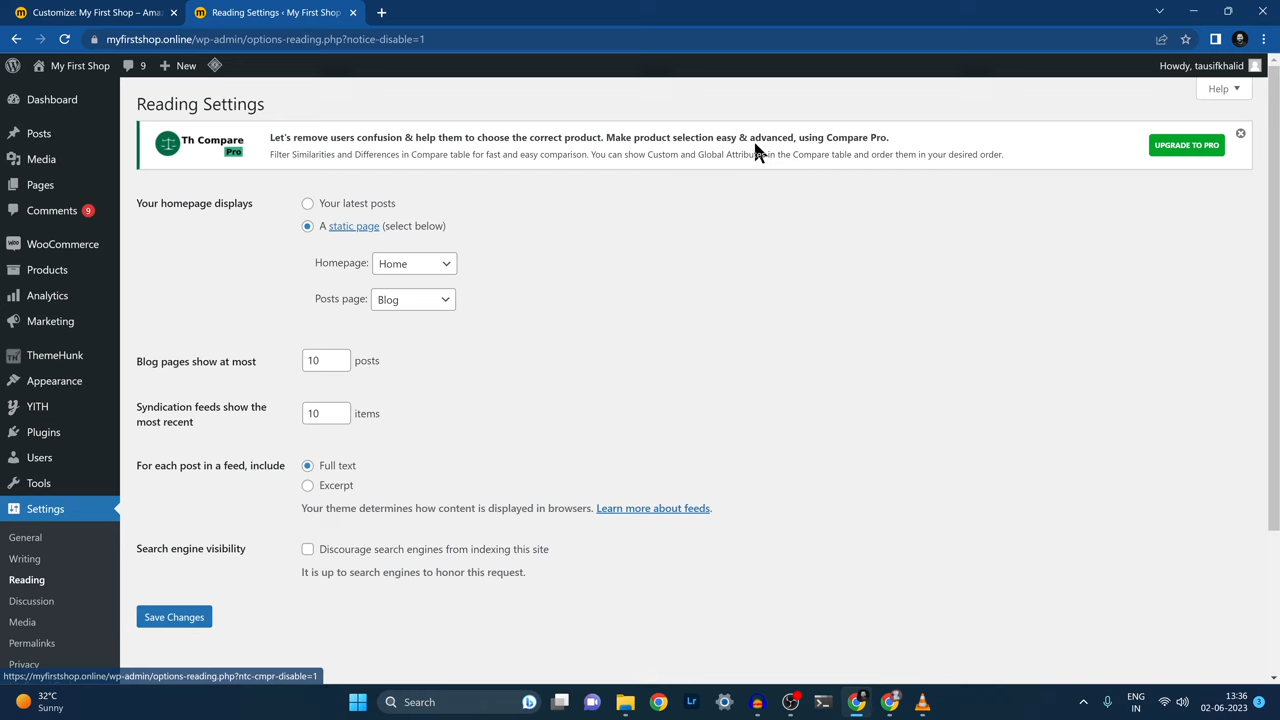 Customize: My First Shop – Ama
Reading Settings ‹ My First Shop
myfirstshop.online/wp-admin/options-reading.php?notice-disable=1
My First Shop 9 New
Howdy, tausifkhalid
Help
Dashboard
Posts
Media
Pages
Comments 9
WooCommerce
Products
Analytics
Marketing
ThemeHunk
Appearance
YITH
Plugins
Users
Tools
Settings
General
Writing
Reading
Discussion
Media
Permalinks
Privacy
Reading Settings
Th Compare
Pro
Let's remove users confusion & help them to choose the correct product. Make product selection easy & advanced, using Compare Pro.
Filter Similarities and Differences in Compare table for fast and easy comparison. You can show Custom and Global Attributes in the Compare table and order them in your desired order.
UPGRADE TO PRO
Your homepage displays
Your latest posts
A static page (select below)
Homepage: Home
Posts page: Blog
Blog pages show at most 10 posts
Syndication feeds show the
most recent
10 items
For each post in a feed, include
Full text
Excerpt
Your theme determines how content is displayed in browsers. Learn more about feeds.
Search engine visibility
Discourage search engines from indexing this site
It is up to search engines to honor this request.
Save Changes
https://myfirstshop.online/wp-admin/options-reading.php?ntc-cmpr-disable=1
32°C
Sunny
Search
Lr
ENG
IN
13:36
02-06-2023
3